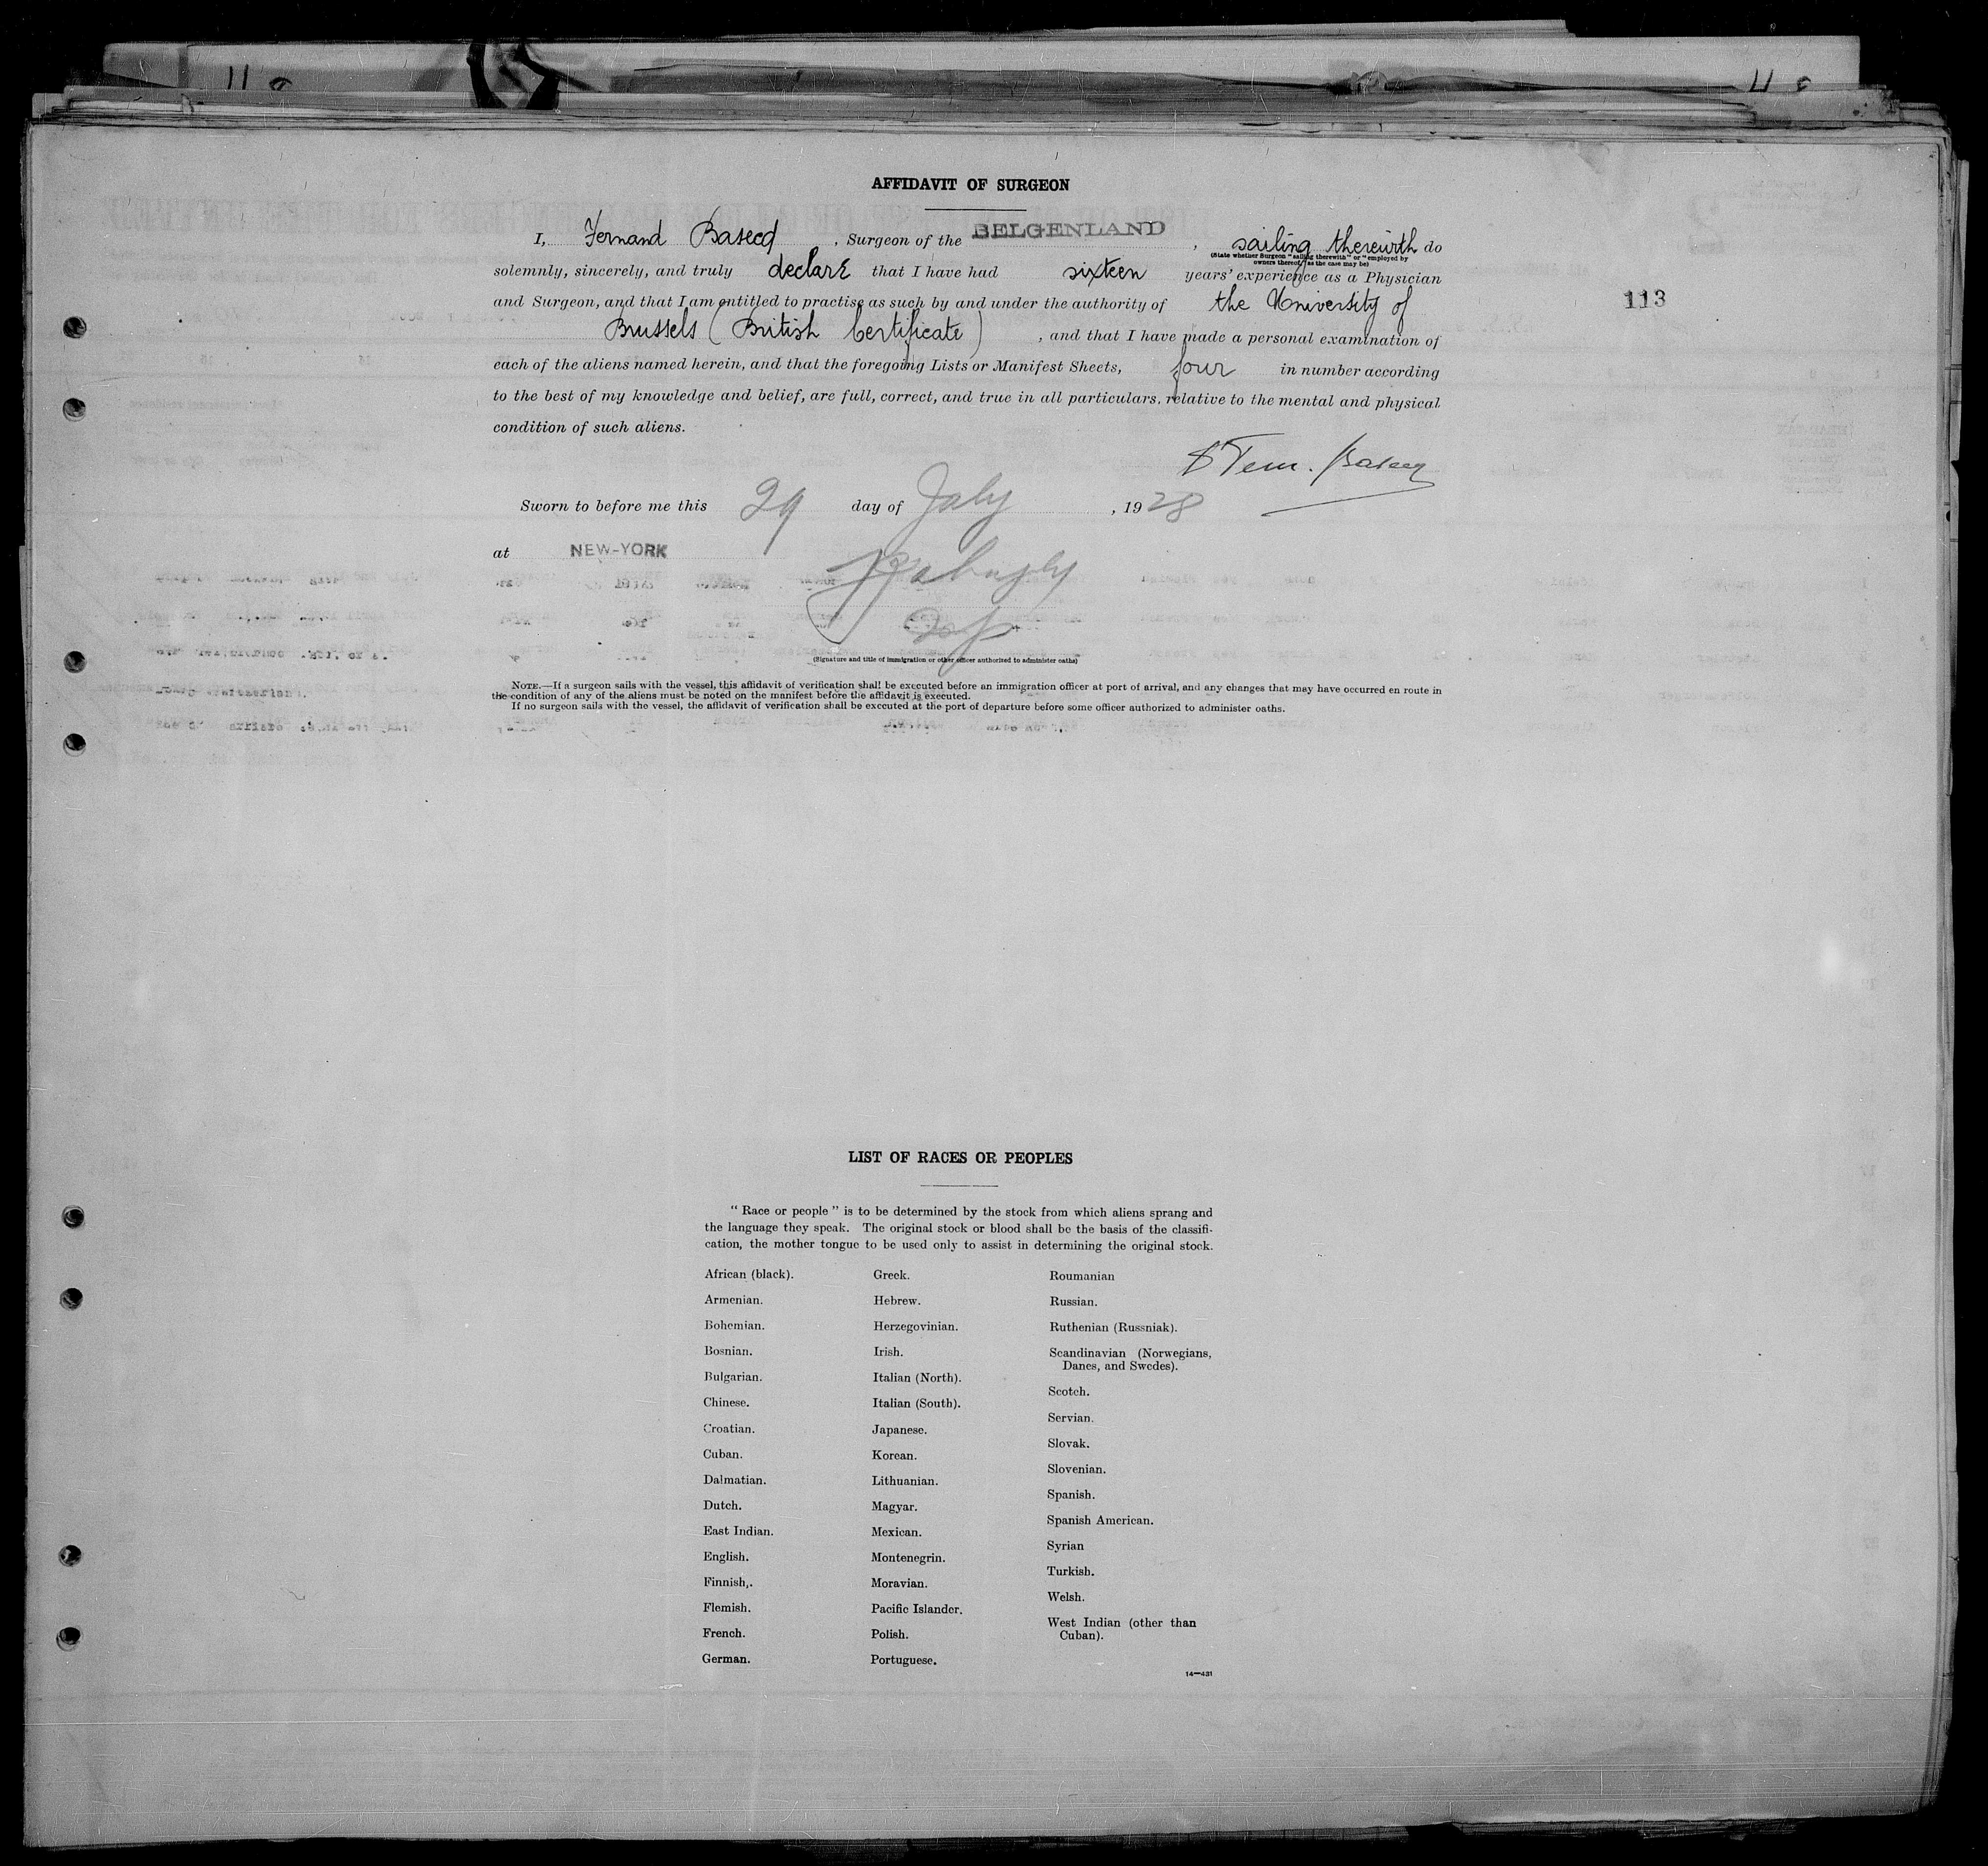 AFFIDAVIT OF SURGEON
I, Fernand Basecq , Surgeon of the BELGENLAND , sailing therewith do
(State whether Surgeon "sailing therewith" or "employed by
owners thereof," as the case may be)
solemnly, sincerely, and truly declare that I have had sixteen years' experience as a Physician
and Surgeon, and that I am entitled to practise as such by and under the authority of the University of
113
Brussels (British Certificate) , and that I have made a personal examination of
each of the aliens named herein, and that the foregoing Lists or Manifest Sheets, four in number according
to the best of my knowledge and belief, are full, correct, and true in all particulars, relative to the mental and physical
condition of such aliens.
Sworn to before me this 29 day of July , 1928
at NEW-YORK
(Signature and title of immigration or other officer authorized to administer oaths)
NOTE.—If a surgeon sails with the vessel, this affidavit of verification shall be executed before an immigration officer at port of arrival, and any changes that may have occurred en route in
the condition of any of the aliens must be noted on the manifest before the affidavit is executed.
If no surgeon sails with the vessel, the affidavit of verification shall be executed at the port of departure before some officer authorized to administer oaths.
LIST OF RACES OR PEOPLES
"Race or people" is to be determined by the stock from which aliens sprang and
the language they speak. The original stock or blood shall be the basis of the classifi-
cation, the mother tongue to be used only to assist in determining the original stock.
African (black).
Armenian.
Bohemian.
Bosnian.
Bulgarian.
Chinese.
Croatian.
Cuban.
Dalmatian.
Dutch.
East Indian.
English.
Finnish,.
Flemish.
French.
German.
Greek.
Hebrew.
Herzegovinian.
Irish.
Italian (North).
Italian (South).
Japanese.
Korean.
Lithuanian.
Magyar.
Mexican.
Montenegrin.
Moravian.
Pacific Islander.
Polish.
Portuguese.
Roumanian
Russian.
Ruthenian (Russniak).
Scandinavian (Norwegians,
Danes, and Swedes).
Scotch.
Servian.
Slovak.
Slovenian.
Spanish.
Spanish American.
Syrian
Turkish.
Welsh.
West Indian (other than
Cuban).
14—431